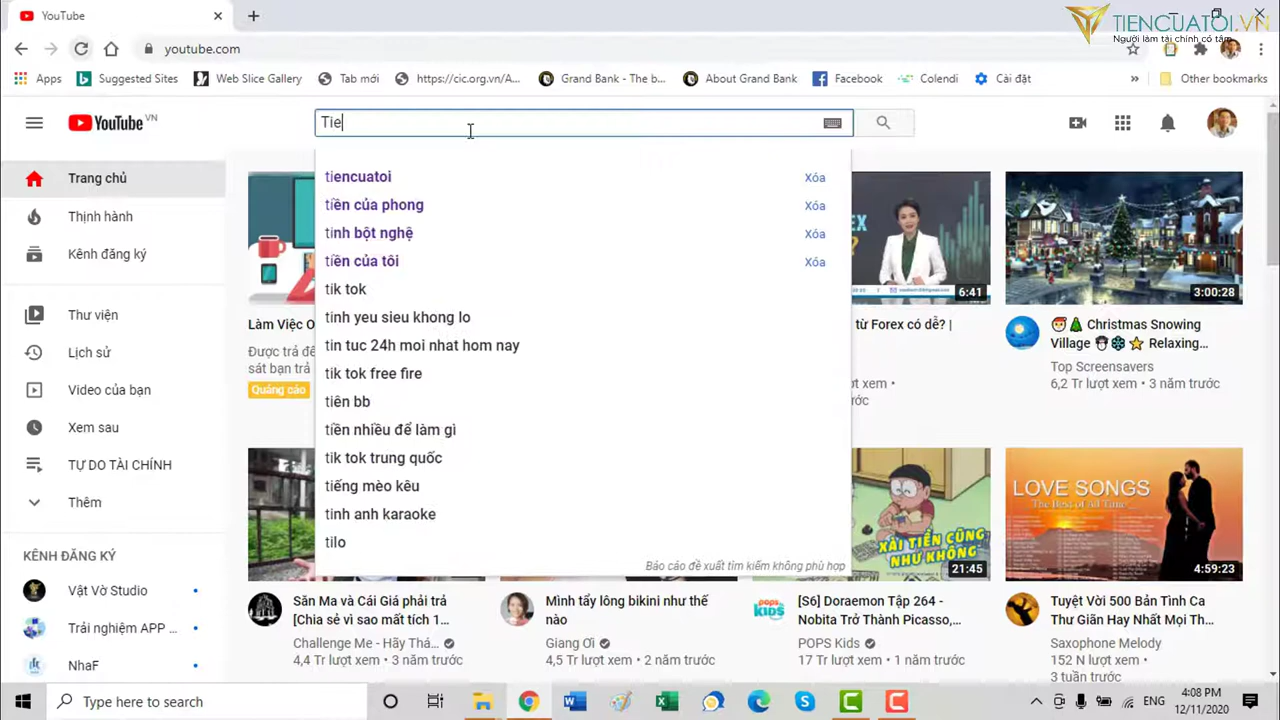 YouTube
TIENCUATOI.VN
Người làm tài chính có tâm
youtube.com
Apps
Suggested Sites
Web Slice Gallery
Tab mới
https://cic.org.vn/A...
Grand Bank - The b...
About Grand Bank
Facebook
Colendi
Cài đặt
»
Other bookmarks
YouTube VN
Tie
Trang chủ
Thịnh hành
Kênh đăng ký
Thư viện
Lịch sử
Video của bạn
Xem sau
TỰ DO TÀI CHÍNH
Thêm
KÊNH ĐĂNG KÝ
Vật Vờ Studio
Trải nghiệm APP ...
NhaF
tiencuatoi Xóa
tiền của phong Xóa
tinh bột nghệ Xóa
tiền của tôi Xóa
tik tok
tinh yeu sieu khong lo
tin tuc 24h moi nhat hom nay
tik tok free fire
tiên bb
tiền nhiều để làm gì
tik tok trung quốc
tiếng mèo kêu
tinh anh karaoke
tilo
Báo cáo đề xuất tìm kiếm không phù hợp
Làm Việc O
Được trả để
sát bạn trả
Quảng cáo
6:41
từ Forex có dễ? |
t xem •
ớc
3:00:28
Christmas Snowing
Village Relaxing...
Top Screensavers
6,2 Tr lượt xem • 3 năm trước
Săn Ma và Cái Giá phải trả
[Chia sẻ vì sao mất tích 1...
Challenge Me - Hãy Thá...
4,4 Tr lượt xem • 3 năm trước
Mình tẩy lông bikini như thế
nào
Giang Ơi
4,5 Tr lượt xem • 2 năm trước
XÀI TIỀN CŨNG
NHƯ KHÔNG
21:45
[S6] Doraemon Tập 264 -
Nobita Trở Thành Picasso,...
POPS KIDS
POPS Kids
17 Tr lượt xem • 1 năm trước
LOVE SONGS
The Best of All Time
4:59:23
Tuyệt Vời 500 Bản Tình Ca
Thư Giãn Hay Nhất Mọi Th...
Saxophone Melody
152 N lượt xem •
3 tuần trước
Type here to search
ENG
4:08 PM
12/11/2020